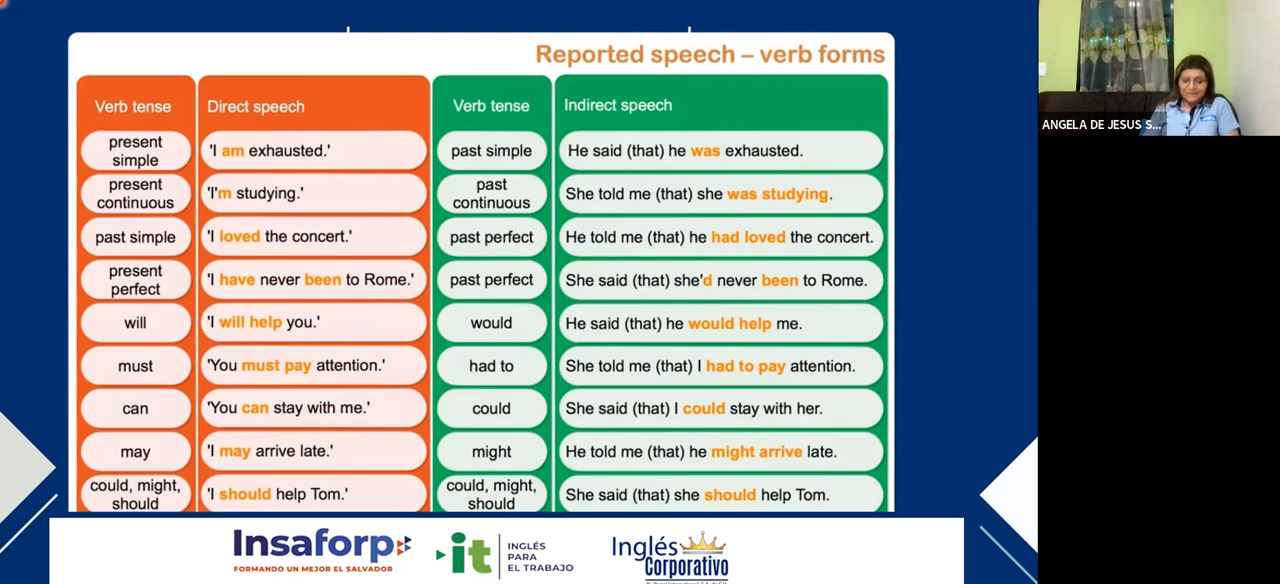 Reported speech – verb forms
Verb tense Direct speech Verb tense Indirect speech
present simple 'I am exhausted.' past simple He said (that) he was exhausted.
present continuous 'I'm studying.' past continuous She told me (that) she was studying.
past simple 'I loved the concert.' past perfect He told me (that) he had loved the concert.
present perfect 'I have never been to Rome.' past perfect She said (that) she'd never been to Rome.
will 'I will help you.' would He said (that) he would help me.
must 'You must pay attention.' had to She told me (that) I had to pay attention.
can 'You can stay with me.' could She said (that) I could stay with her.
may 'I may arrive late.' might He told me (that) he might arrive late.
could, might, should 'I should help Tom.' could, might, should She said (that) she should help Tom.
ANGELA DE JESUS S...
Insaforp
FORMANDO UN MEJOR EL SALVADOR
it
INGLÉS
PARA
EL TRABAJO
Inglés
Corporativo